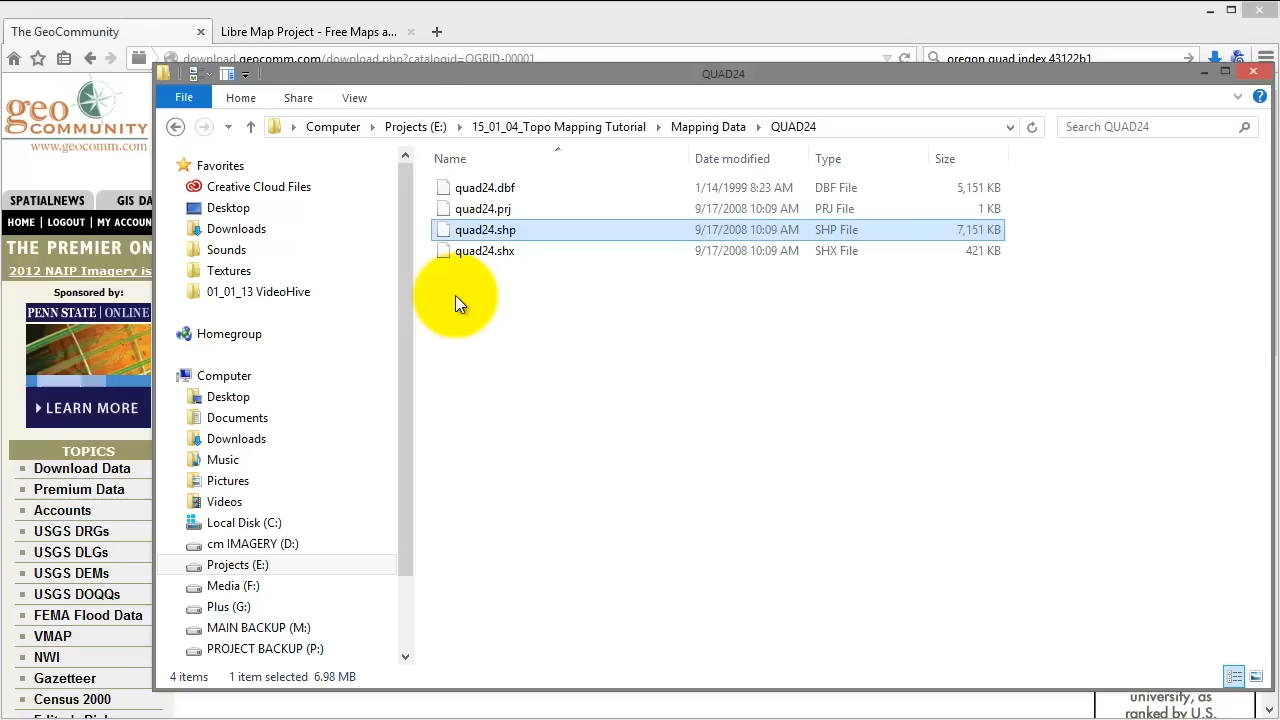 The GeoCommunity
Libre Map Project - Free Maps a...
download.geocomm.com/download.php?catalogid=OGRID-00001
oregon quad index 43122b1
geo
COMMUNITY
www.geocomm.com
SPATIALNEWS
GIS DA
HOME | LOGOUT | MY ACCOUN
THE PREMIER ON
2012 NAIP Imagery is
Sponsored by:
PENN STATE | ONLINE
LEARN MORE
TOPICS
Download Data
Premium Data
Accounts
USGS DRGs
USGS DLGs
USGS DEMs
USGS DOQQs
FEMA Flood Data
VMAP
NWI
Gazetteer
Census 2000
QUAD24
File
Home
Share
View
Computer
Projects (E:)
15_01_04_Topo Mapping Tutorial
Mapping Data
QUAD24
Search QUAD24
Favorites
Creative Cloud Files
Desktop
Downloads
Sounds
Textures
01_01_13 VideoHive
Homegroup
Computer
Desktop
Documents
Downloads
Music
Pictures
Videos
Local Disk (C:)
cm IMAGERY (D:)
Projects (E:)
Media (F:)
Plus (G:)
MAIN BACKUP (M:)
PROJECT BACKUP (P:)
Name Date modified Type Size
quad24.dbf 1/14/1999 8:23 AM DBF File 5,151 KB
quad24.prj 9/17/2008 10:09 AM PRJ File 1 KB
quad24.shp 9/17/2008 10:09 AM SHP File 7,151 KB
quad24.shx 9/17/2008 10:09 AM SHX File 421 KB
4 items 1 item selected 6.98 MB
university, as
ranked by U.S.